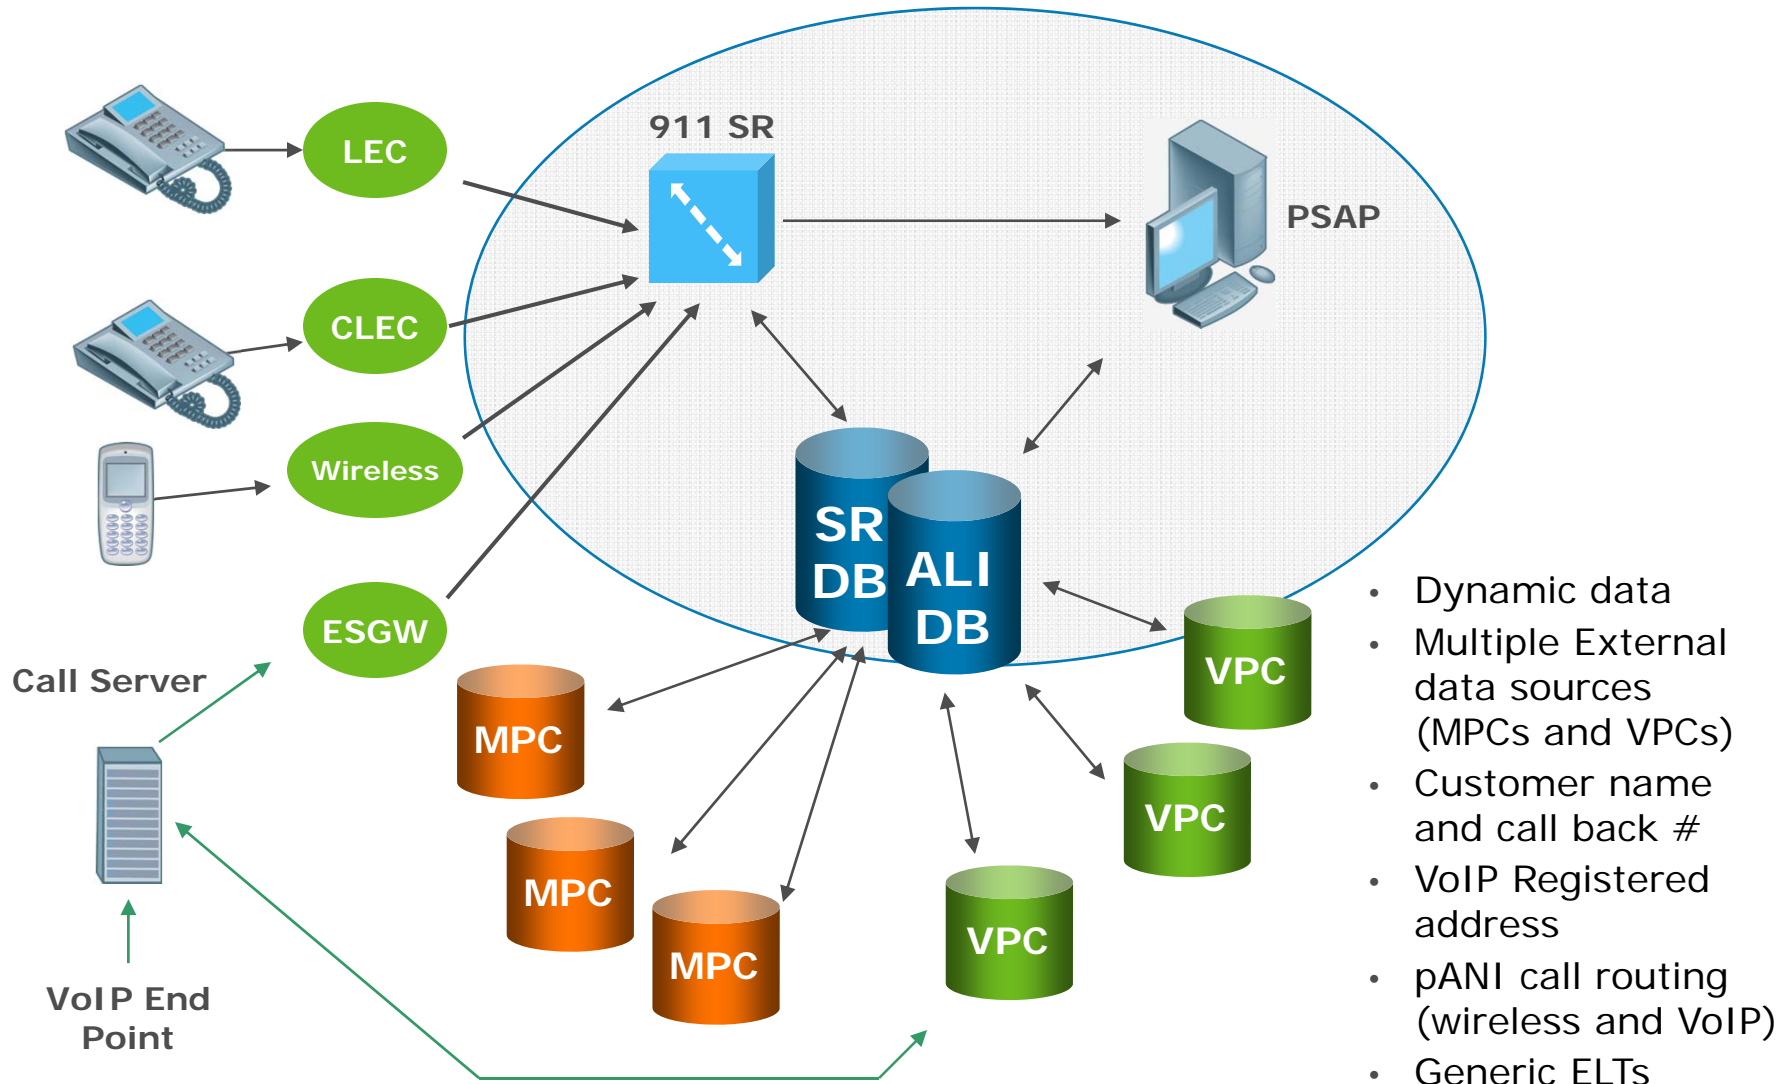 911 SR
LEC
PSAP
CLEC
Wireless
ESGW
Call Server
VoIP End
Point
SR
DB
ALI
DB
MPC
MPC
MPC
VPC
VPC
VPC
• Dynamic data
• Multiple External
data sources
(MPCs and VPCs)
• Customer name
and call back #
• VoIP Registered
address
• pANI call routing
(wireless and VoIP)
• Generic ELTs